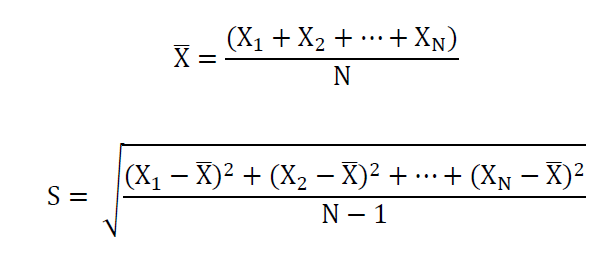 X̅ = (X₁ + X₂ + ⋯ + X_N) / N
S = √(((X₁ − X̅)² + (X₂ − X̅)² + ⋯ + (X_N − X̅)²) / (N − 1))